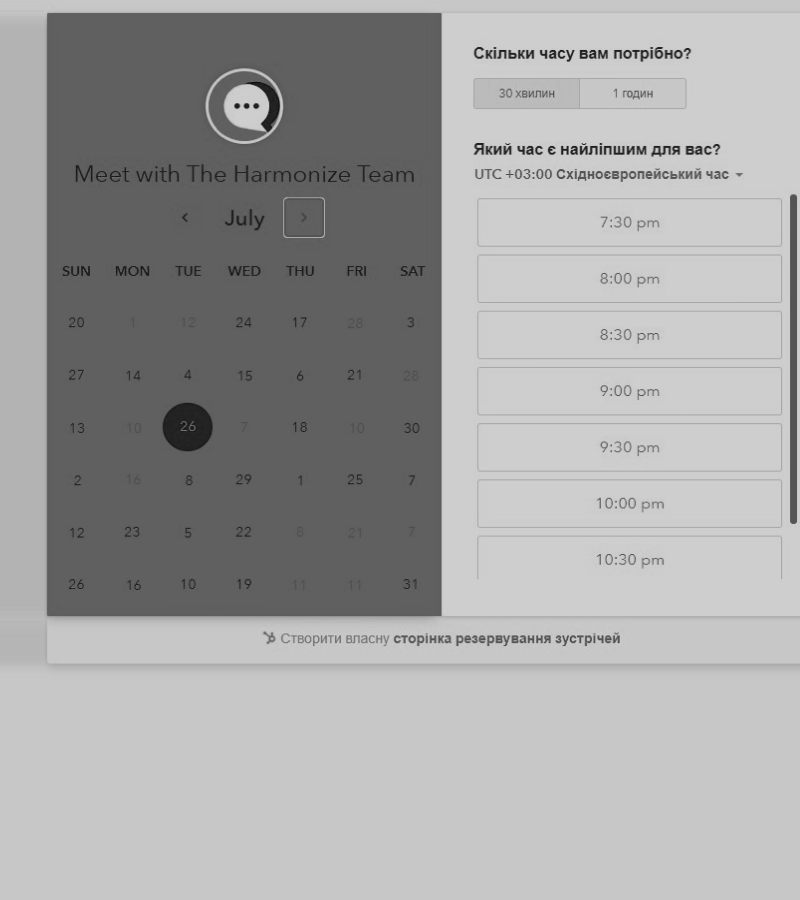 Meet with The Harmonize Team
July
SUN MON TUE WED THU FRI SAT
20 1 12 24 17 28 3
27 14 4 15 6 21 28
13 10 26 7 18 10 30
2 16 8 29 1 25 7
12 23 5 22 8 21 7
26 16 10 19 11 11 31
Скільки часу вам потрібно?
30 хвилин 1 годин
Який час є найліпшим для вас?
UTC +03:00 Східноєвропейський час
7:30 pm
8:00 pm
8:30 pm
9:00 pm
9:30 pm
10:00 pm
10:30 pm
Створити власну сторінка резервування зустрічей